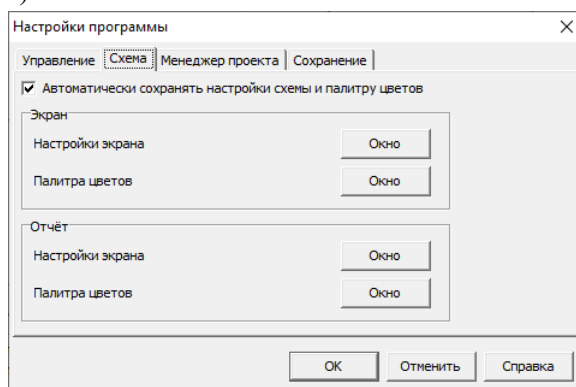 Настройки программы
Управление Схема Менеджер проекта Сохранение
Автоматически сохранять настройки схемы и палитру цветов
Экран
Настройки экрана Окно
Палитра цветов Окно
Отчёт
Настройки экрана Окно
Палитра цветов Окно
OK Отменить Справка